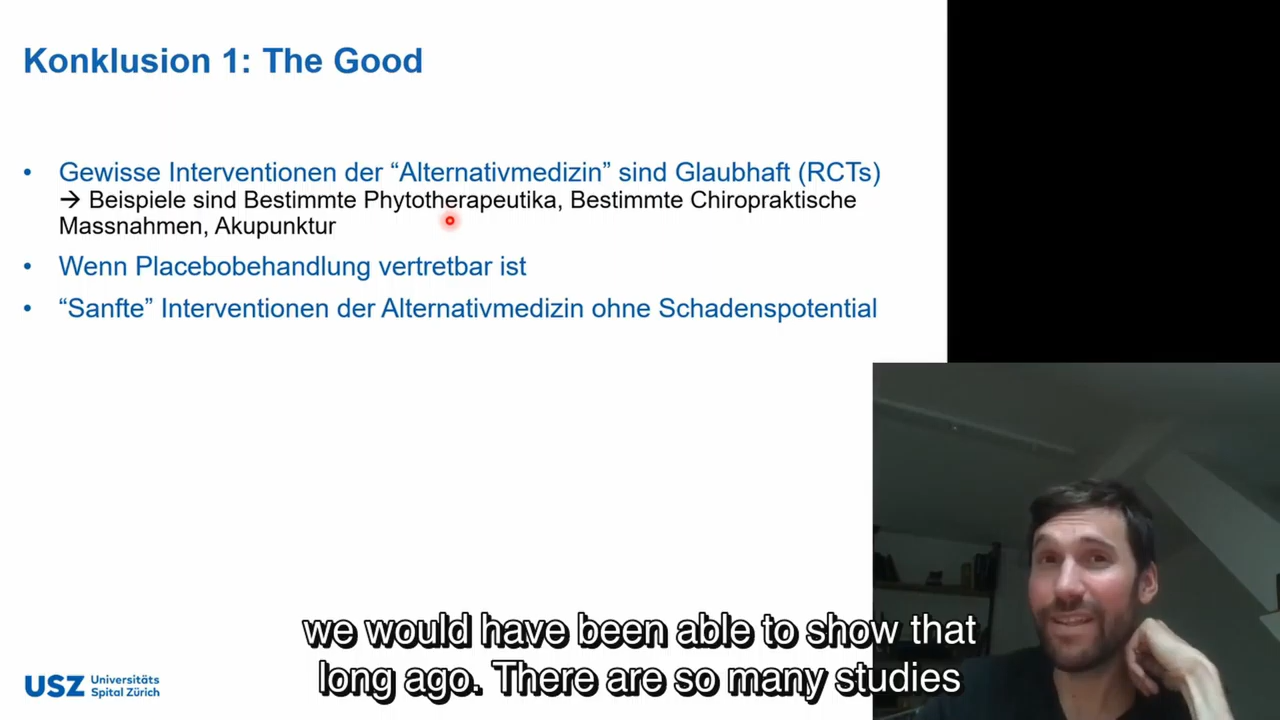 Konklusion 1: The Good
• Gewisse Interventionen der “Alternativmedizin” sind Glaubhaft (RCTs)
→ Beispiele sind Bestimmte Phytotherapeutika, Bestimmte Chiropraktische
Massnahmen, Akupunktur
• Wenn Placebobehandlung vertretbar ist
• “Sanfte” Interventionen der Alternativmedizin ohne Schadenspotential
we would have been able to show that
long ago. There are so many studies
USZ Universitäts
Spital Zürich